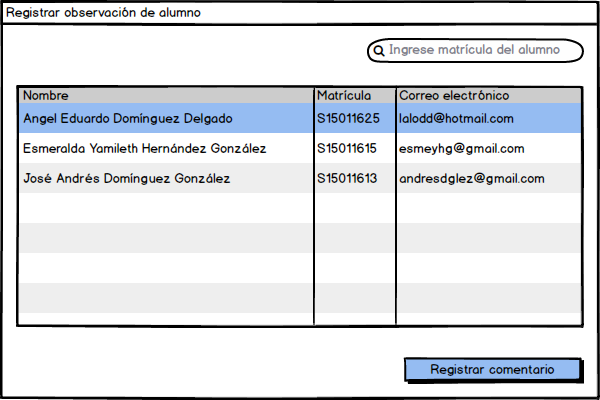 Registrar observación de alumno
Ingrese matrícula del alumno
Nombre Matrícula Correo electrónico
Angel Eduardo Domínguez Delgado S15011625 lalodd@hotmail.com
Esmeralda Yamileth Hernández González S15011615 esmeyhg@gmail.com
José Andrés Domínguez González S15011613 andresdglez@gmail.com
Registrar comentario